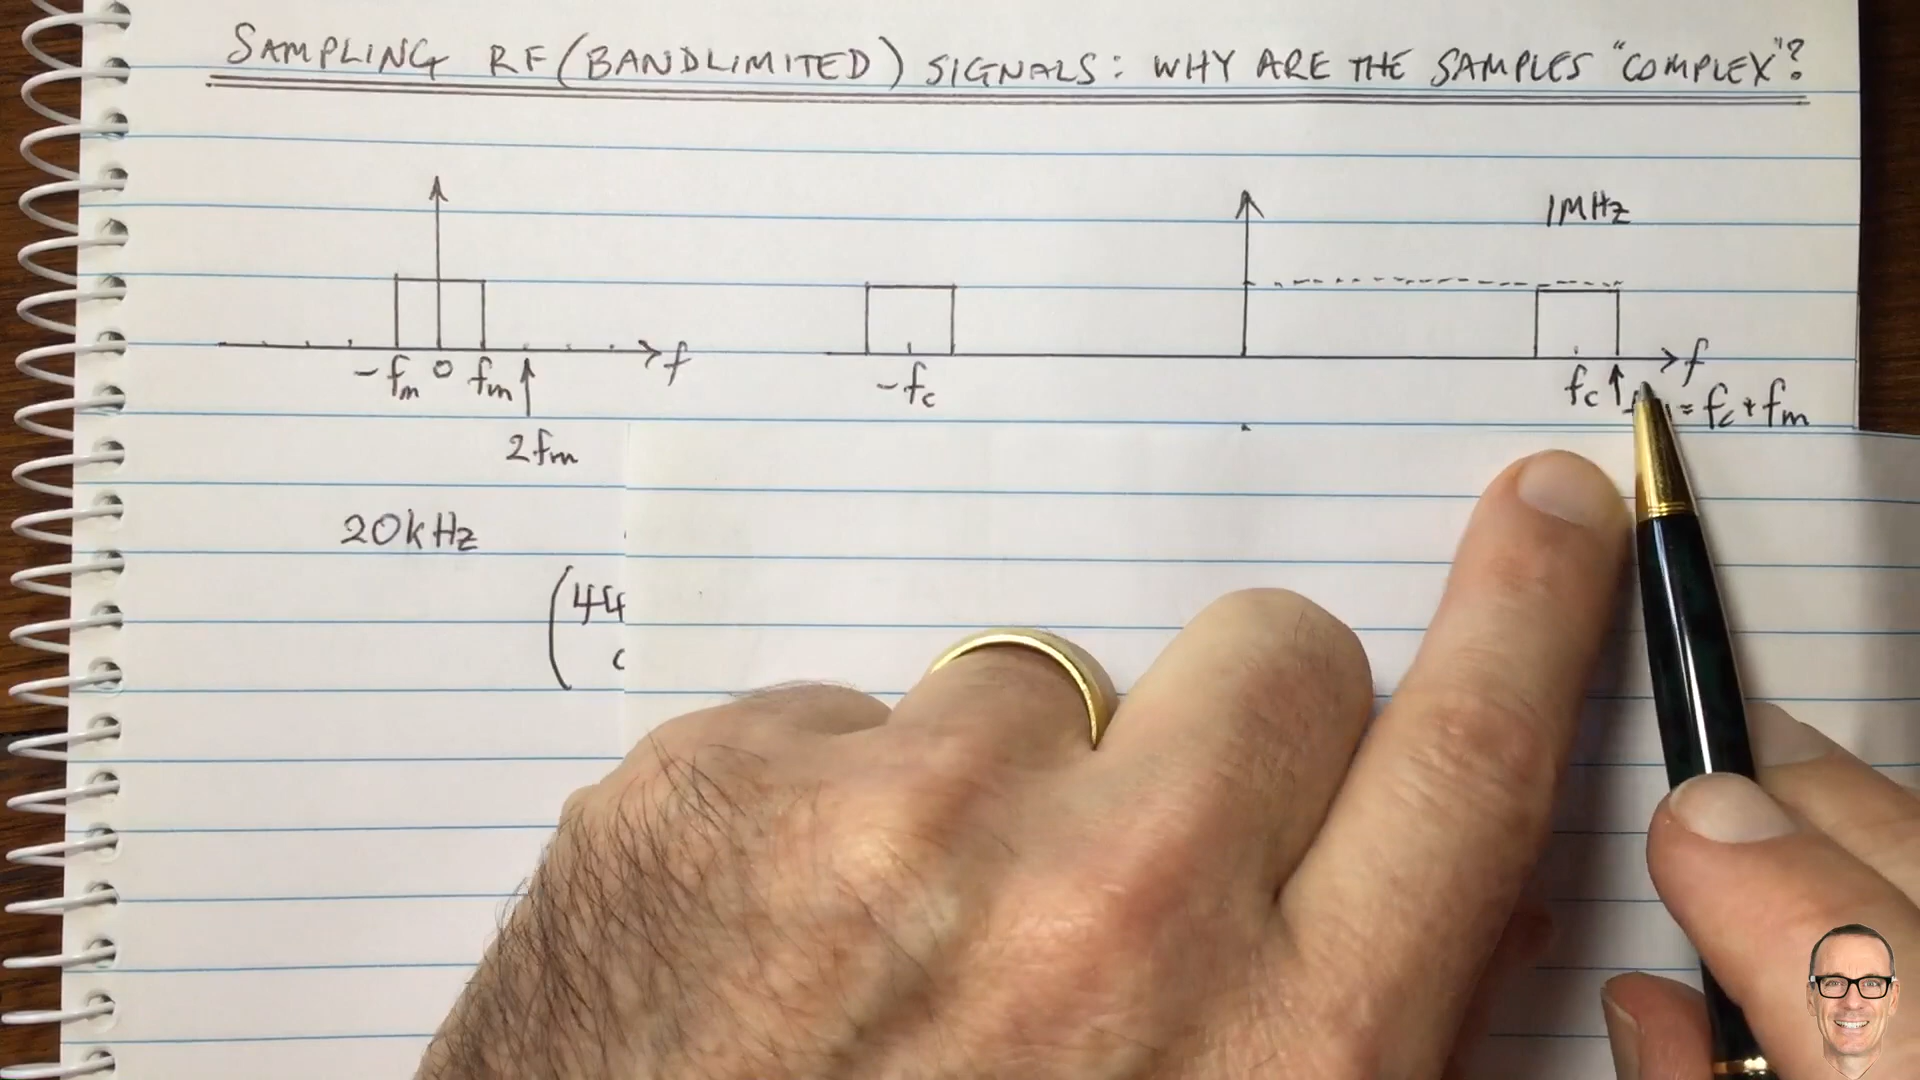 SAMPLING RF (BANDLIMITED) SIGNALS: WHY ARE THE SAMPLES "COMPLEX"?
1MHz
-fm 0 fm f
2fm
-fc fc f
= fc + fm
20kHz
(44